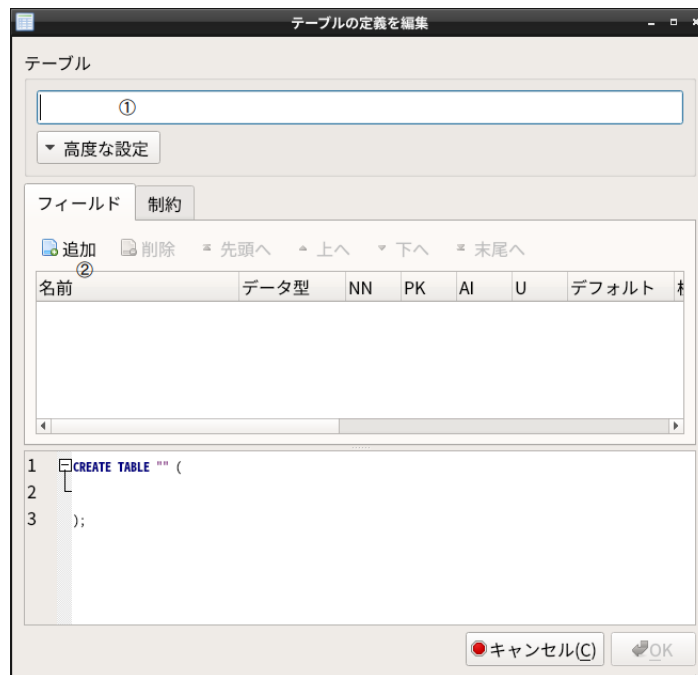 テーブルの定義を編集
テーブル
①
高度な設定
フィールド 制約
追加 削除 先頭へ 上へ 下へ 末尾へ
②
名前 データ型 NN PK AI U デフォルト
1 CREATE TABLE "" (
2
3 );
キャンセル(C) OK